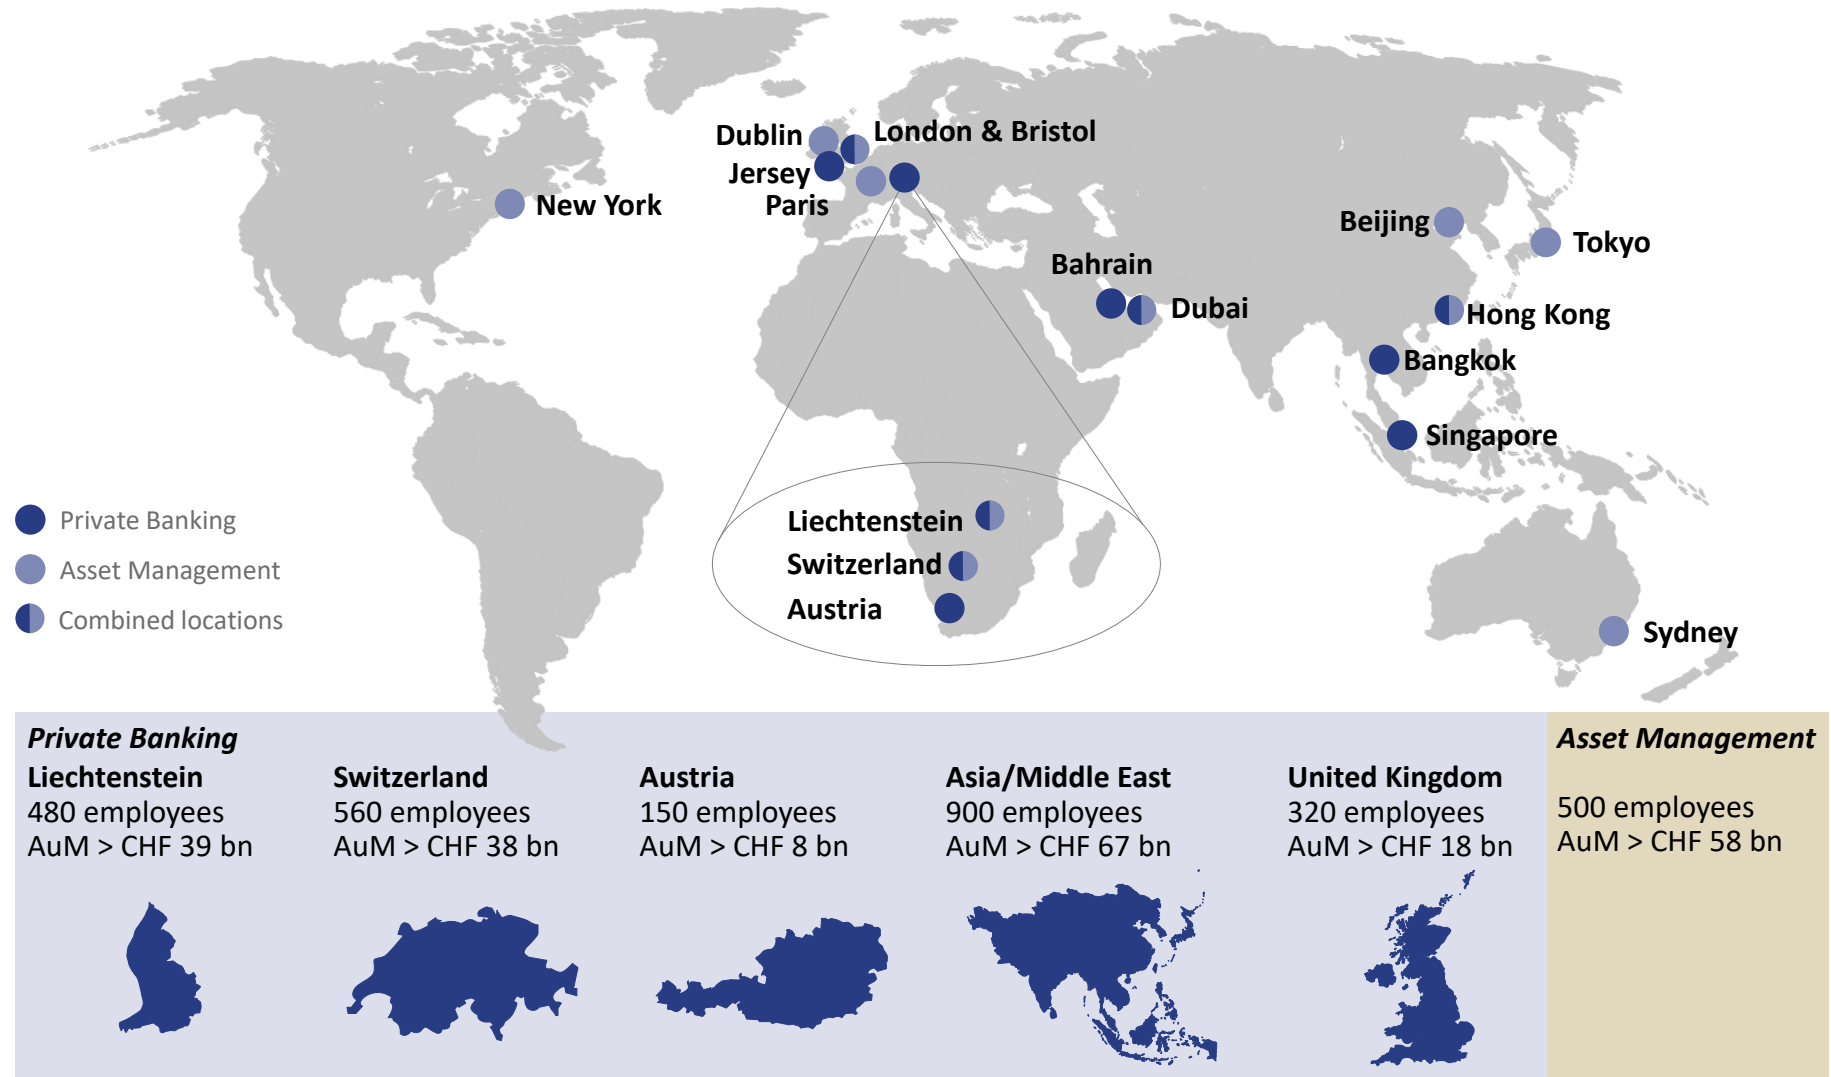 Dublin
London & Bristol
Jersey
Paris
New York
Beijing
Tokyo
Bahrain
Dubai
Hong Kong
Bangkok
Singapore
Liechtenstein
Switzerland
Austria
Sydney
Private Banking
Asset Management
Combined locations
Private Banking
Liechtenstein
480 employees
AuM > CHF 39 bn
Switzerland
560 employees
AuM > CHF 38 bn
Austria
150 employees
AuM > CHF 8 bn
Asia/Middle East
900 employees
AuM > CHF 67 bn
United Kingdom
320 employees
AuM > CHF 18 bn
Asset Management
500 employees
AuM > CHF 58 bn